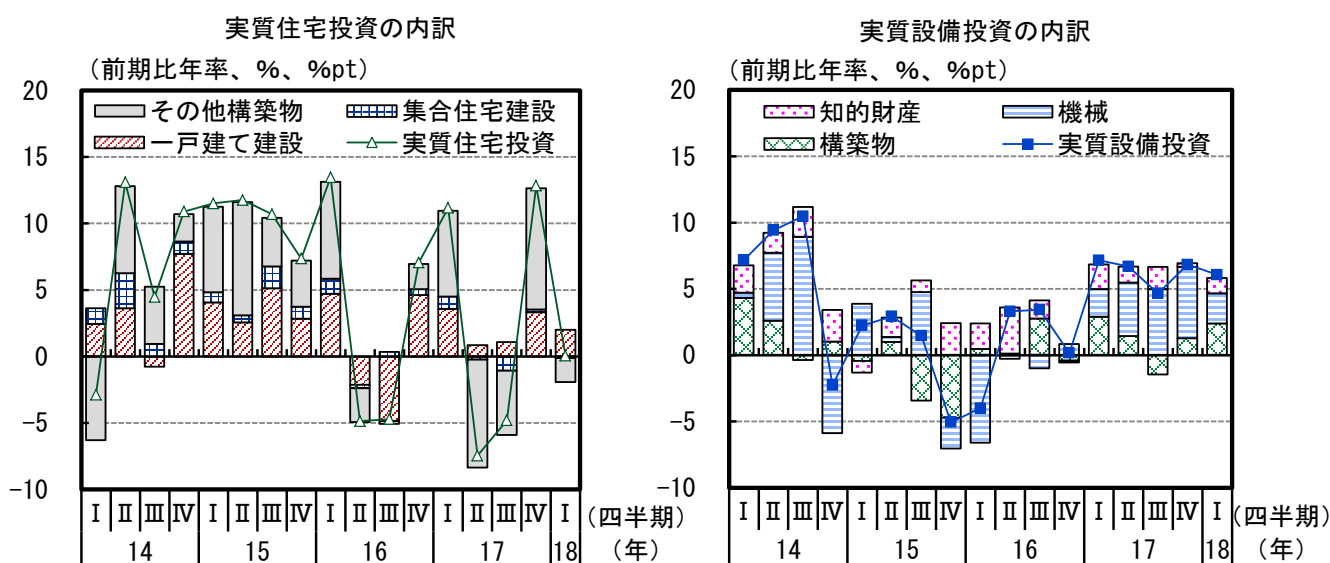 実質住宅投資の内訳
（前期比年率、%、%pt）
20
15
10
5
0
−5
−10
その他構築物
集合住宅建設
一戸建て建設
実質住宅投資
Ⅰ Ⅱ Ⅲ Ⅳ Ⅰ Ⅱ Ⅲ Ⅳ Ⅰ Ⅱ Ⅲ Ⅳ Ⅰ Ⅱ Ⅲ Ⅳ Ⅰ （四半期）
14 15 16 17 18 （年）
実質設備投資の内訳
（前期比年率、%、%pt）
20
15
10
5
0
−5
−10
知的財産
機械
構築物
実質設備投資
Ⅰ Ⅱ Ⅲ Ⅳ Ⅰ Ⅱ Ⅲ Ⅳ Ⅰ Ⅱ Ⅲ Ⅳ Ⅰ Ⅱ Ⅲ Ⅳ Ⅰ （四半期）
14 15 16 17 18 （年）